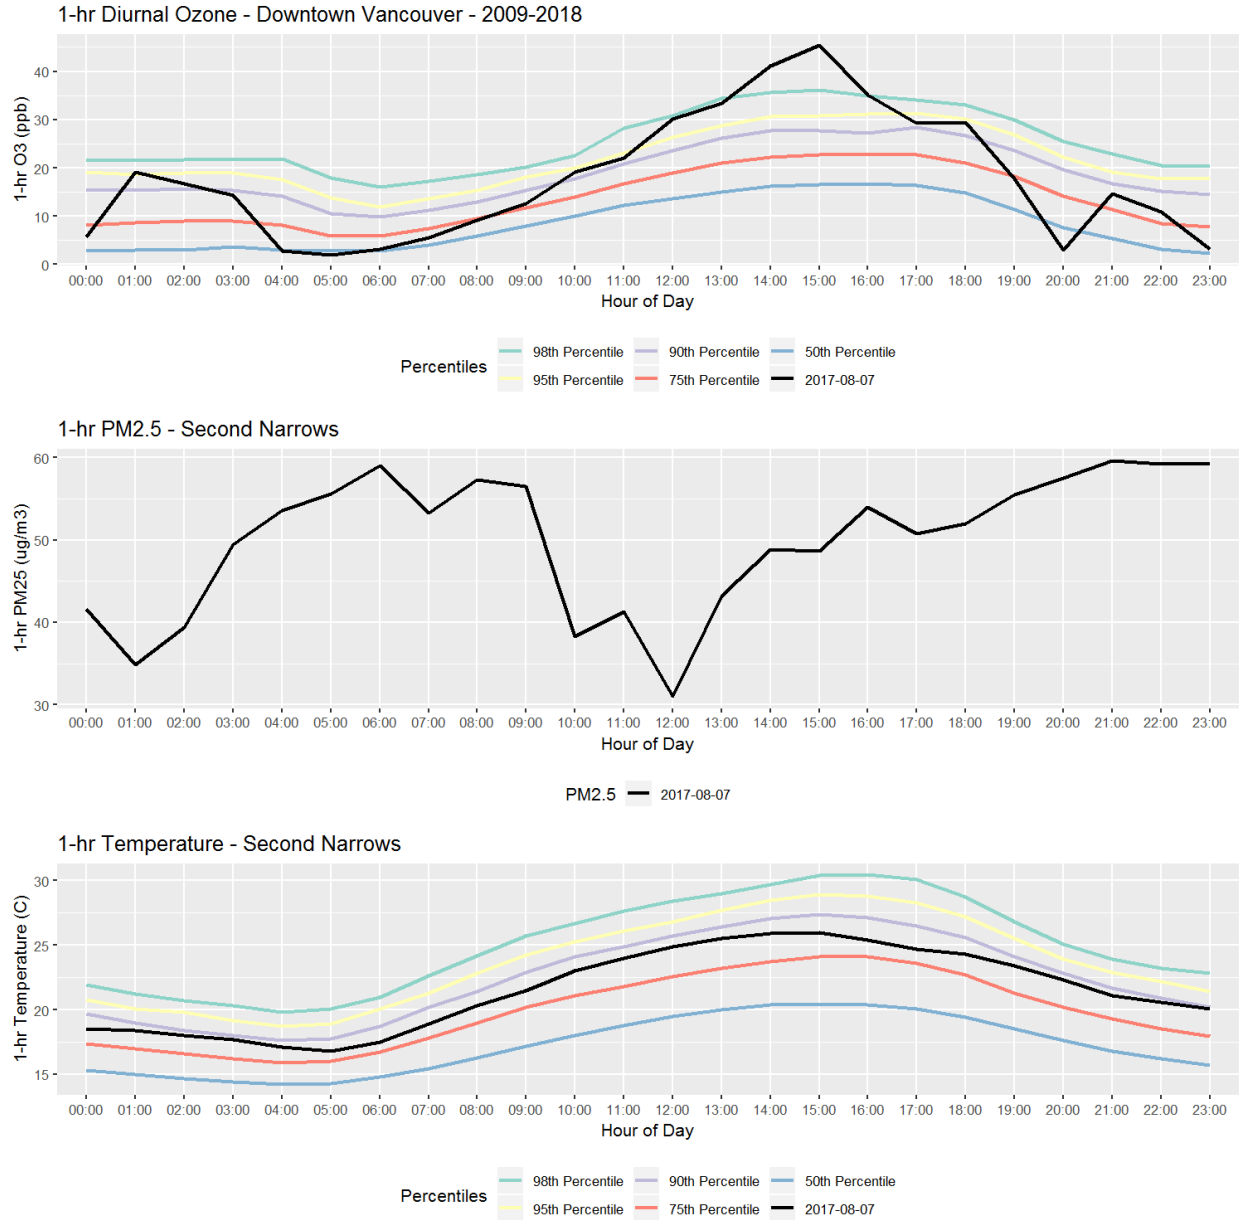 1-hr Diurnal Ozone - Downtown Vancouver - 2009-2018
1-hr O3 (ppb)
40
30
20
10
0
00:00 01:00 02:00 03:00 04:00 05:00 06:00 07:00 08:00 09:00 10:00 11:00 12:00 13:00 14:00 15:00 16:00 17:00 18:00 19:00 20:00 21:00 22:00 23:00
Hour of Day
Percentiles
98th Percentile 90th Percentile 50th Percentile
95th Percentile 75th Percentile 2017-08-07
1-hr PM2.5 - Second Narrows
1-hr PM25 (ug/m3)
60
50
40
30
00:00 01:00 02:00 03:00 04:00 05:00 06:00 07:00 08:00 09:00 10:00 11:00 12:00 13:00 14:00 15:00 16:00 17:00 18:00 19:00 20:00 21:00 22:00 23:00
Hour of Day
PM2.5 2017-08-07
1-hr Temperature - Second Narrows
1-hr Temperature (C)
30
25
20
15
00:00 01:00 02:00 03:00 04:00 05:00 06:00 07:00 08:00 09:00 10:00 11:00 12:00 13:00 14:00 15:00 16:00 17:00 18:00 19:00 20:00 21:00 22:00 23:00
Hour of Day
Percentiles
98th Percentile 90th Percentile 50th Percentile
95th Percentile 75th Percentile 2017-08-07